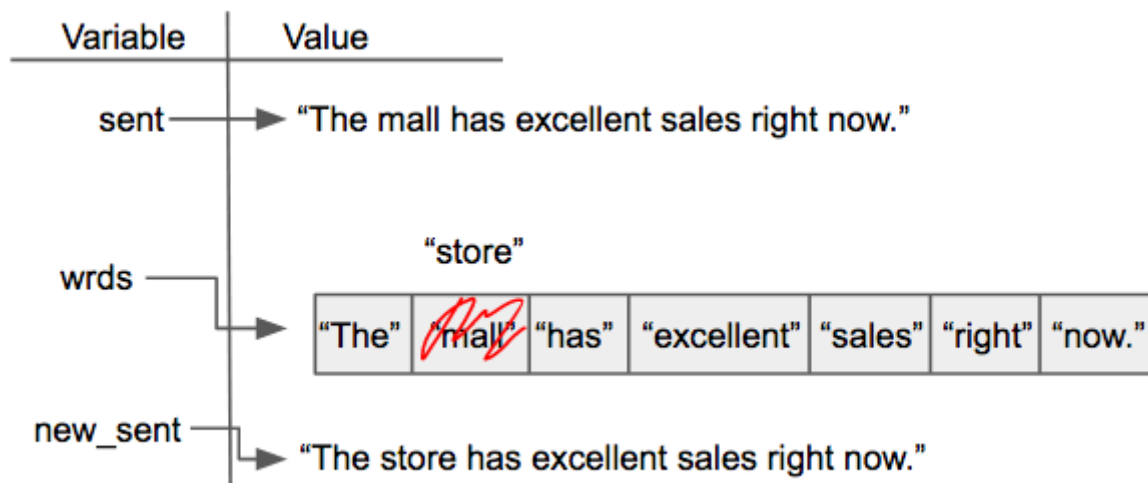 Variable Value
sent “The mall has excellent sales right now.”
“store”
wrds
“The” “mall” “has” “excellent” “sales” “right” “now.”
new_sent
“The store has excellent sales right now.”